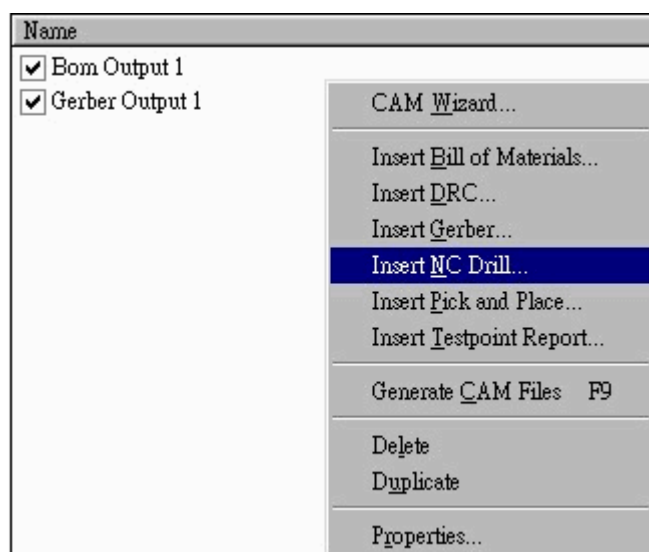 Name
Bom Output 1
Gerber Output 1
CAM Wizard...
Insert Bill of Materials...
Insert DRC...
Insert Gerber...
Insert NC Drill...
Insert Pick and Place...
Insert Testpoint Report...
Generate CAM Files F9
Delete
Duplicate
Properties...